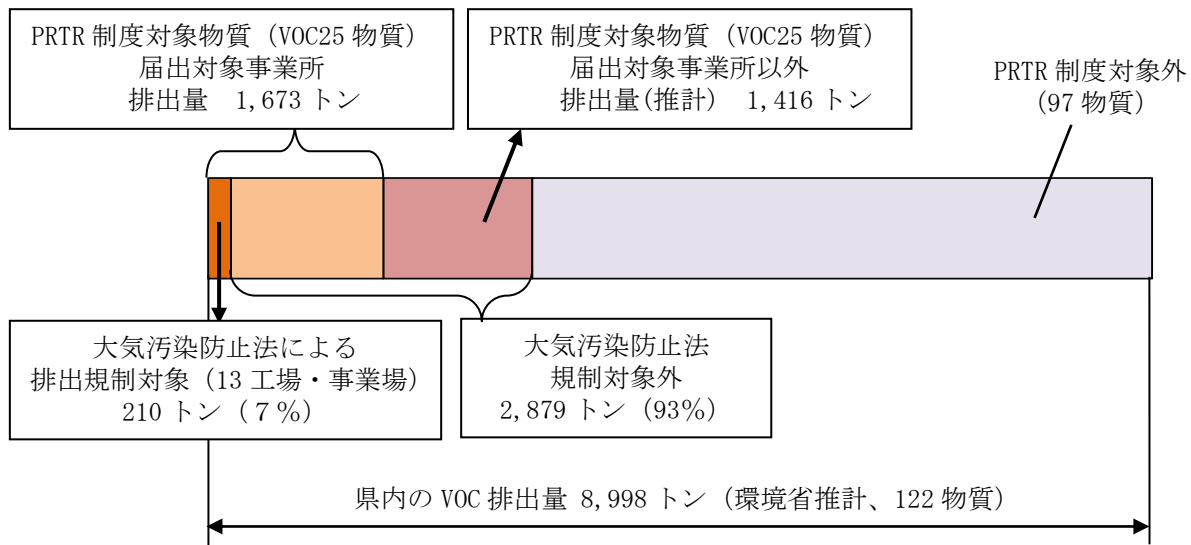 PRTR 制度対象物質（VOC25 物質）
届出対象事業所
排出量　1,673 トン
PRTR 制度対象物質（VOC25 物質）
届出対象事業所以外
排出量(推計)　1,416 トン
PRTR 制度対象外
(97 物質)
大気汚染防止法による
排出規制対象（13 工場・事業場）
210 トン（７％）
大気汚染防止法
規制対象外
2,879 トン（93％）
県内の VOC 排出量 8,998 トン（環境省推計、122 物質）